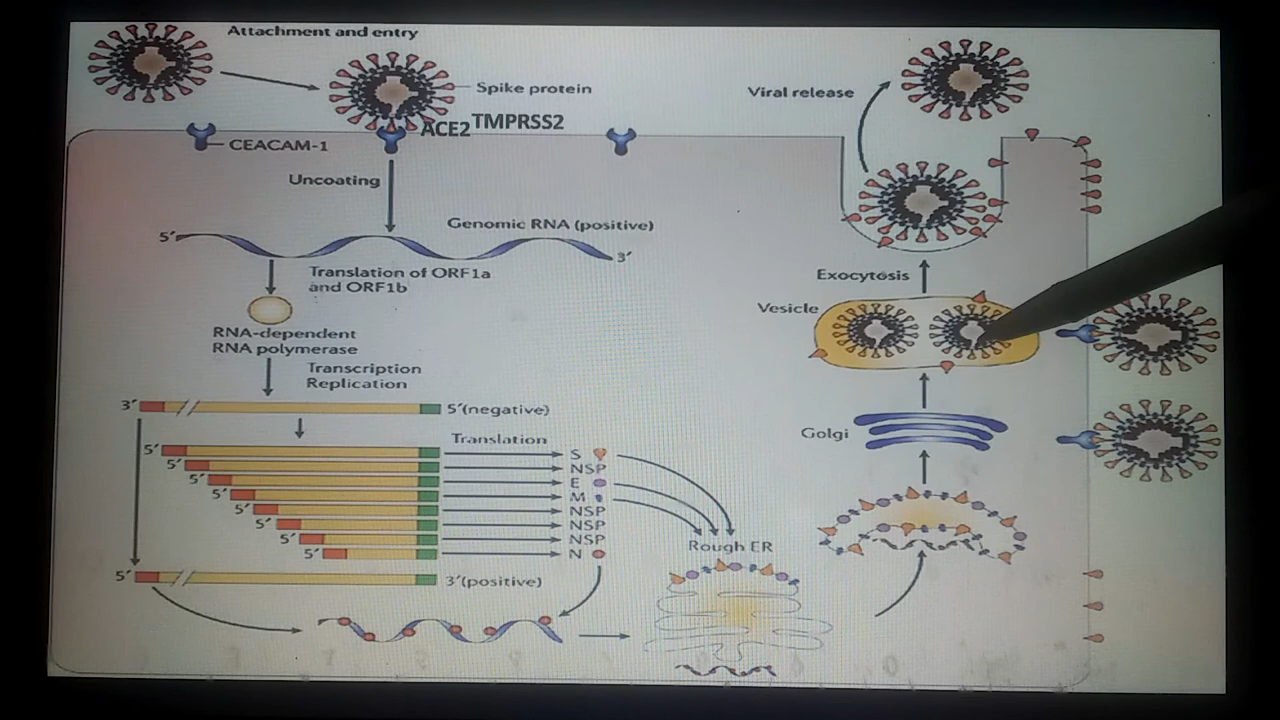 Attachment and entry
Spike protein
ACE2 TMPRSS2
CEACAM-1
Uncoating
Genomic RNA (positive)
5′
3′
Translation of ORF1a
and ORF1b
RNA-dependent
RNA polymerase
Transcription
Replication
3′
5′(negative)
Translation
5′
S
5′
NSP
5′
E
5′
M
5′
NSP
5′
NSP
5′
NSP
5′
N
5′
3′(positive)
Rough ER
Golgi
Vesicle
Exocytosis
Viral release